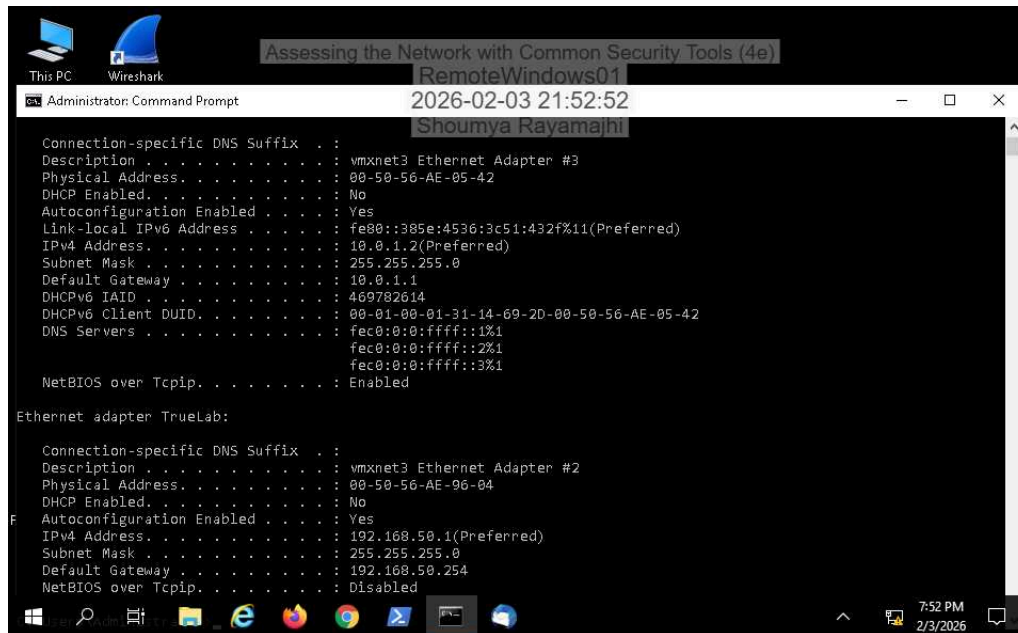 This PC
Wireshark
Assessing the Network with Common Security Tools (4e)
RemoteWindows01
2026-02-03 21:52:52
Shoumya Rayamajhi
Administrator: Command Prompt
Connection-specific DNS Suffix . :
Description . . . . . . . . . . . : vmxnet3 Ethernet Adapter #3
Physical Address. . . . . . . . . : 00-50-56-AE-05-42
DHCP Enabled. . . . . . . . . . . : No
Autoconfiguration Enabled . . . . : Yes
Link-local IPv6 Address . . . . . : fe80::385e:4536:3c51:432f%11(Preferred)
IPv4 Address. . . . . . . . . . . : 10.0.1.2(Preferred)
Subnet Mask . . . . . . . . . . . : 255.255.255.0
Default Gateway . . . . . . . . . : 10.0.1.1
DHCPv6 IAID . . . . . . . . . . . : 469782614
DHCPv6 Client DUID. . . . . . . . : 00-01-00-01-31-14-69-2D-00-50-56-AE-05-42
DNS Servers . . . . . . . . . . . : fec0:0:0:ffff::1%1
fec0:0:0:ffff::2%1
fec0:0:0:ffff::3%1
NetBIOS over Tcpip. . . . . . . . : Enabled
Ethernet adapter TrueLab:
Connection-specific DNS Suffix . :
Description . . . . . . . . . . . : vmxnet3 Ethernet Adapter #2
Physical Address. . . . . . . . . : 00-50-56-AE-96-04
DHCP Enabled. . . . . . . . . . . : No
Autoconfiguration Enabled . . . . : Yes
IPv4 Address. . . . . . . . . . . : 192.168.50.1(Preferred)
Subnet Mask . . . . . . . . . . . : 255.255.255.0
Default Gateway . . . . . . . . . : 192.168.50.254
NetBIOS over Tcpip. . . . . . . . : Disabled
7:52 PM
2/3/2026